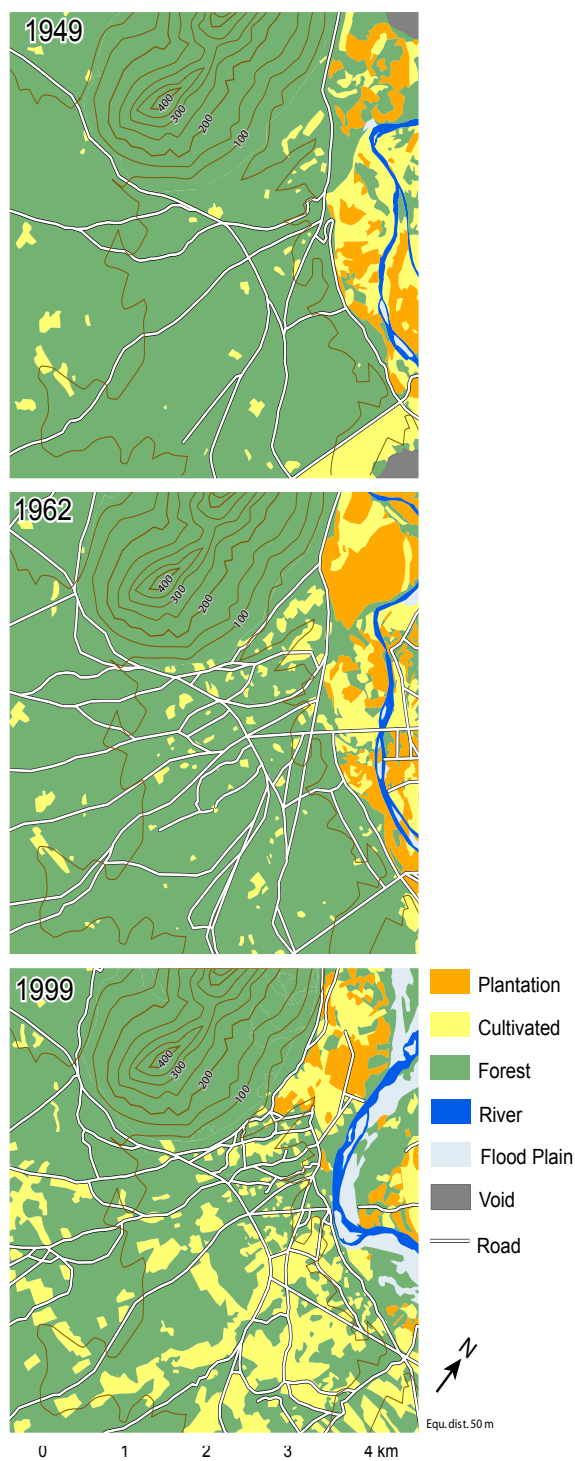 1949
400
300
200
100
1962
400
300
200
100
1999
400
300
200
100
Plantation
Cultivated
Forest
River
Flood Plain
Void
Road
N
Equ. dist. 50 m
0 1 2 3 4 km